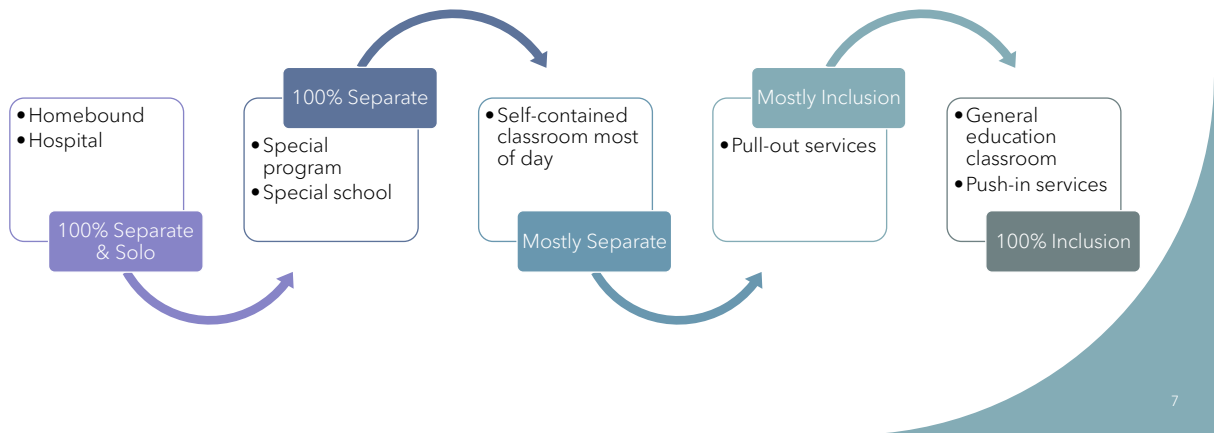 • Homebound
• Hospital
100% Separate
& Solo
100% Separate
• Special
program
• Special school
• Self-contained
classroom most
of day
Mostly Separate
Mostly Inclusion
• Pull-out services
• General
education
classroom
• Push-in services
100% Inclusion
7